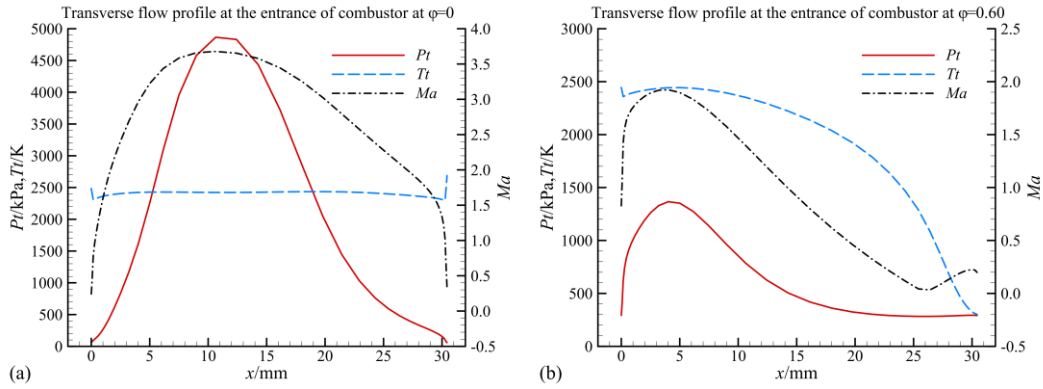 Transverse flow profile at the entrance of combustor at φ=0
5000
4500
4000
3500
3000
2500
2000
1500
1000
500
0
Pt/kPa,Tt/K
4.0
3.5
3.0
2.5
2.0
1.5
1.0
0.5
0.0
-0.5
Ma
Pt
Tt
Ma
0 5 10 15 20 25 30
x/mm
(a)
Transverse flow profile at the entrance of combustor at φ=0.60
3000
2500
2000
1500
1000
500
0
Pt/kPa,Tt/K
2.5
2.0
1.5
1.0
0.5
0.0
-0.5
Ma
Pt
Tt
Ma
0 5 10 15 20 25 30
x/mm
(b)